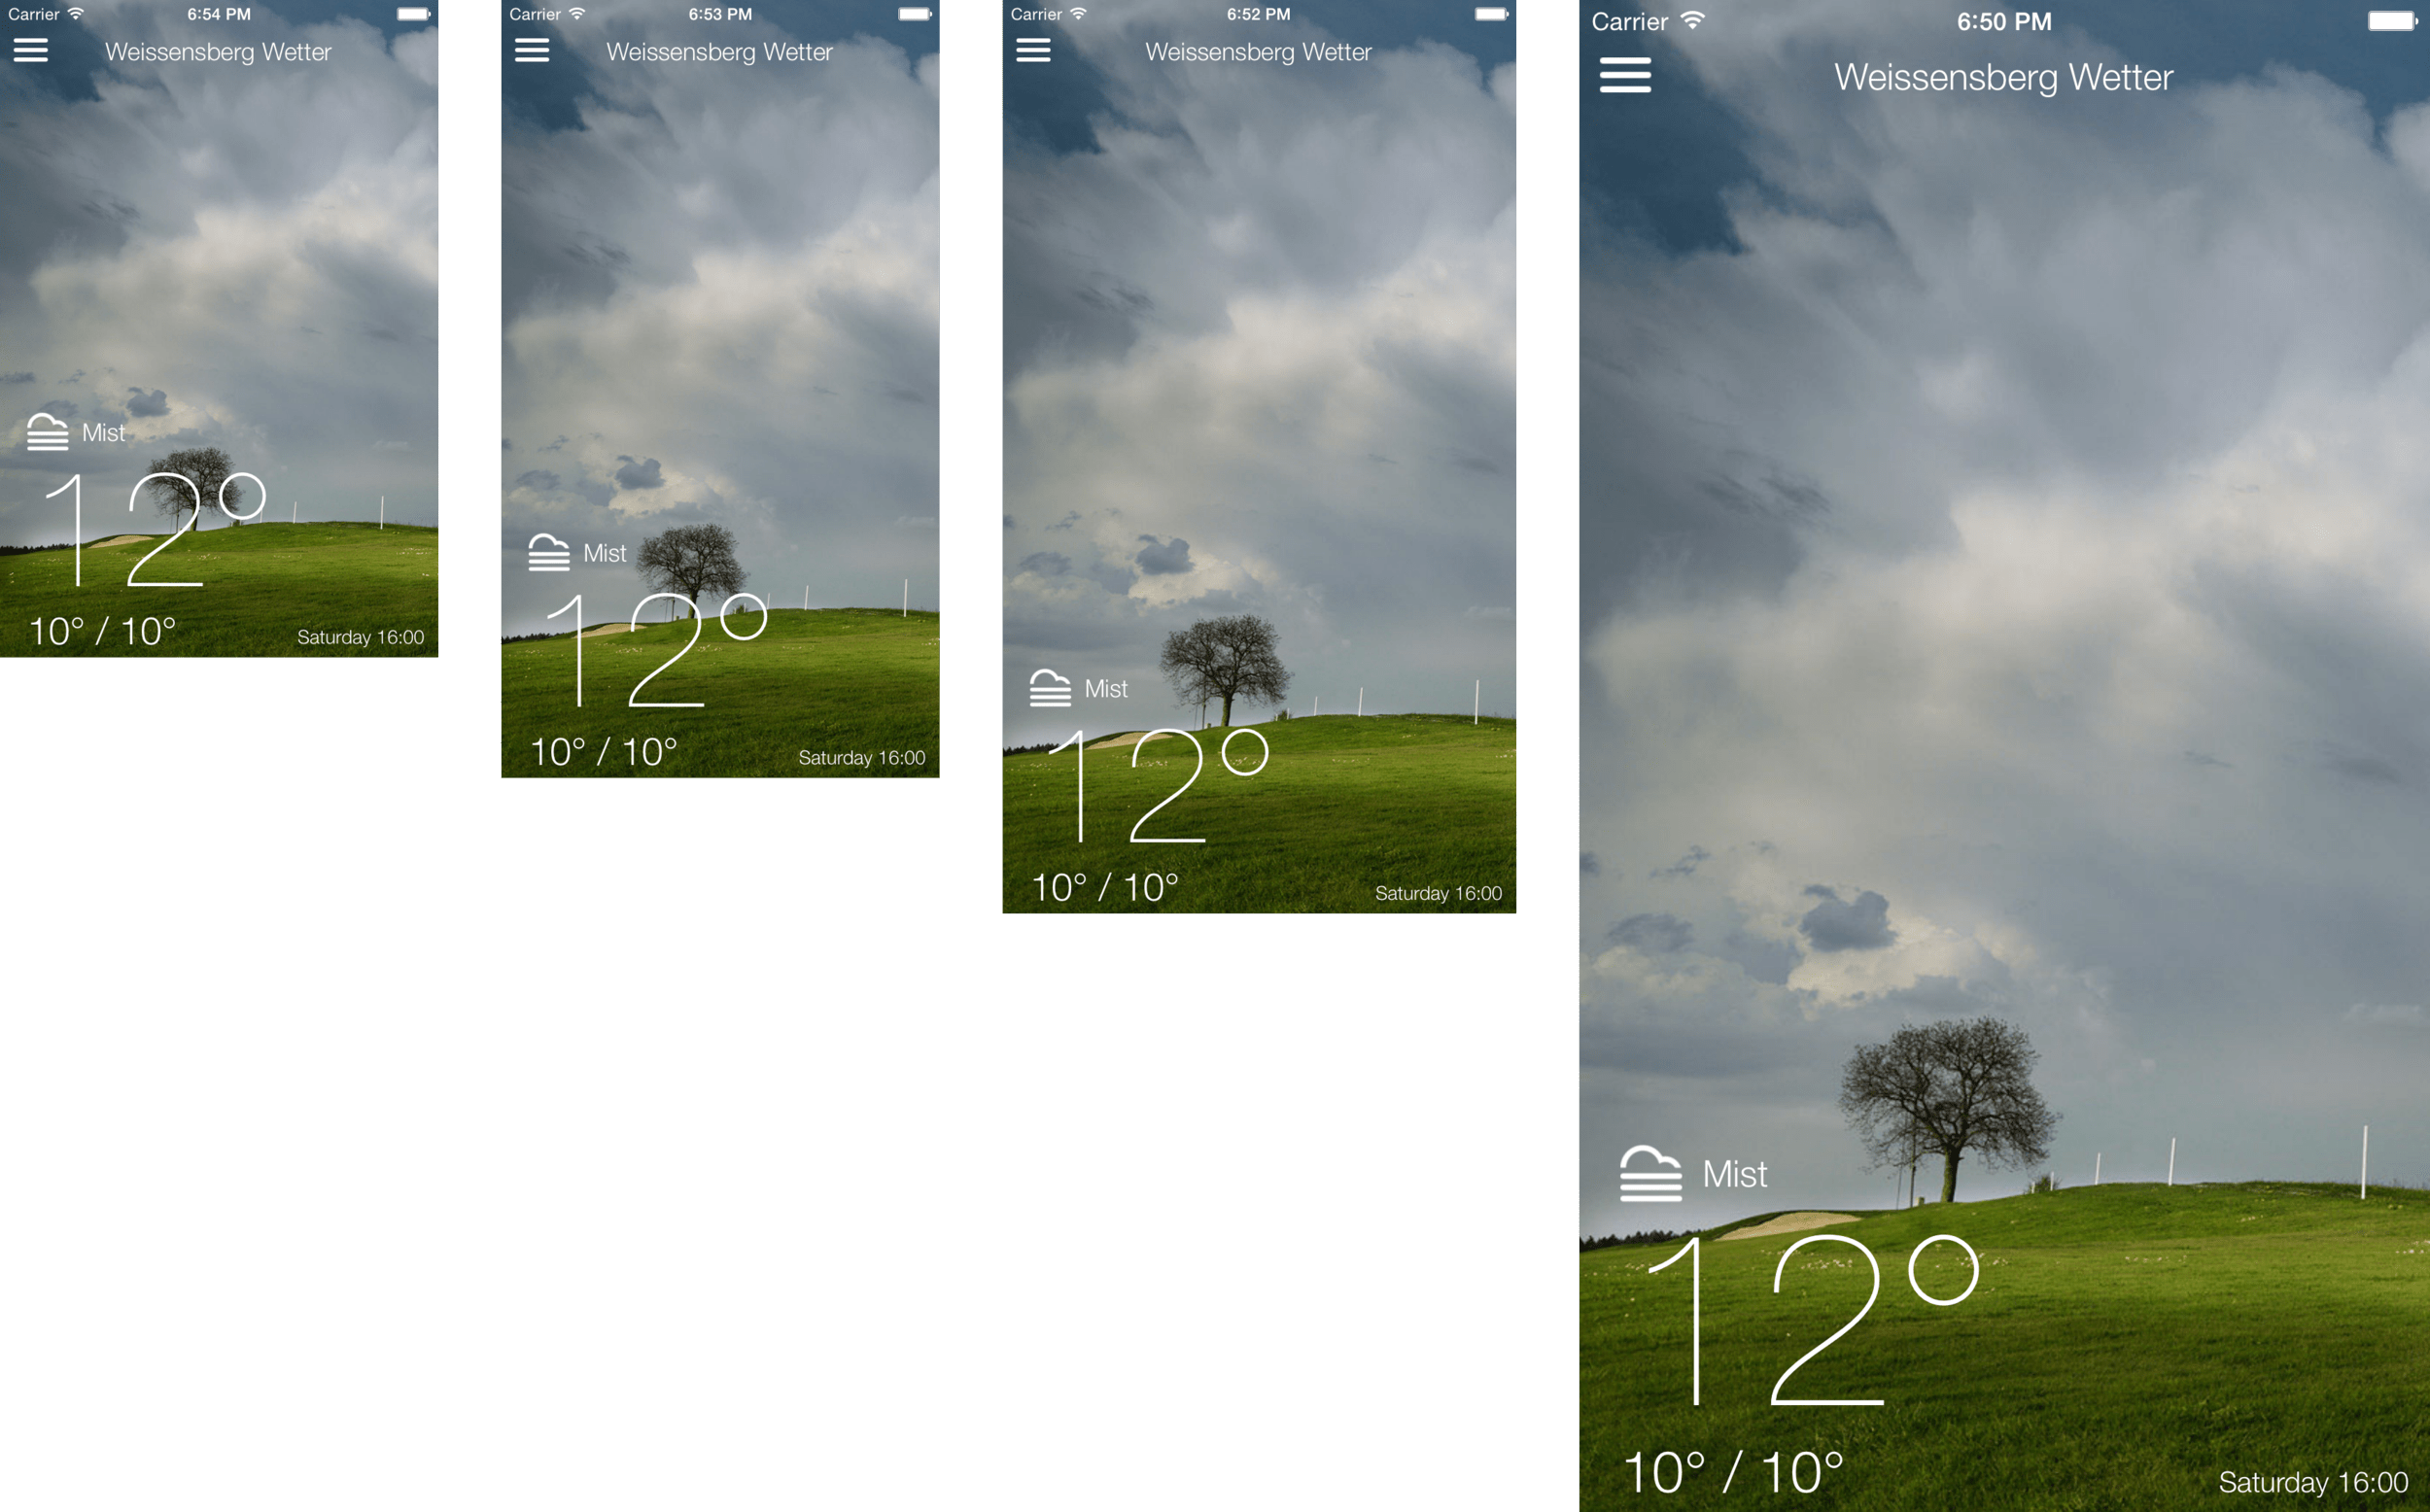 Carrier 6:54 PM
Weissensberg Wetter
Mist
12°
10° / 10° Saturday 16:00
Carrier 6:53 PM
Weissensberg Wetter
Mist
12°
10° / 10° Saturday 16:00
Carrier 6:52 PM
Weissensberg Wetter
Mist
12°
10° / 10° Saturday 16:00
Carrier 6:50 PM
Weissensberg Wetter
Mist
12°
10° / 10° Saturday 16:00